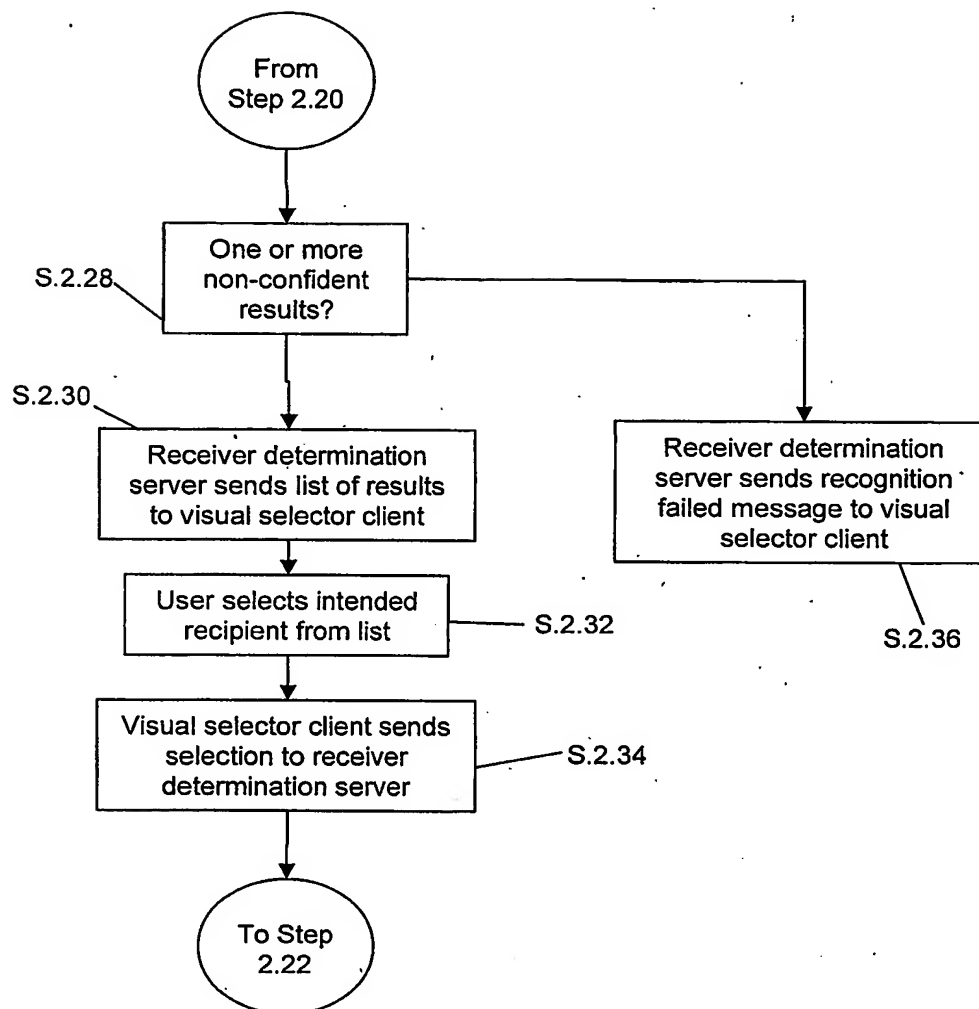 From
Step 2.20
One or more
non-confident
results?
S.2.28
S.2.30
Receiver determination
server sends list of results
to visual selector client
Receiver determination
server sends recognition
failed message to visual
selector client
User selects intended
recipient from list
S.2.32
S.2.36
Visual selector client sends
selection to receiver
determination server
S.2.34
To Step
2.22